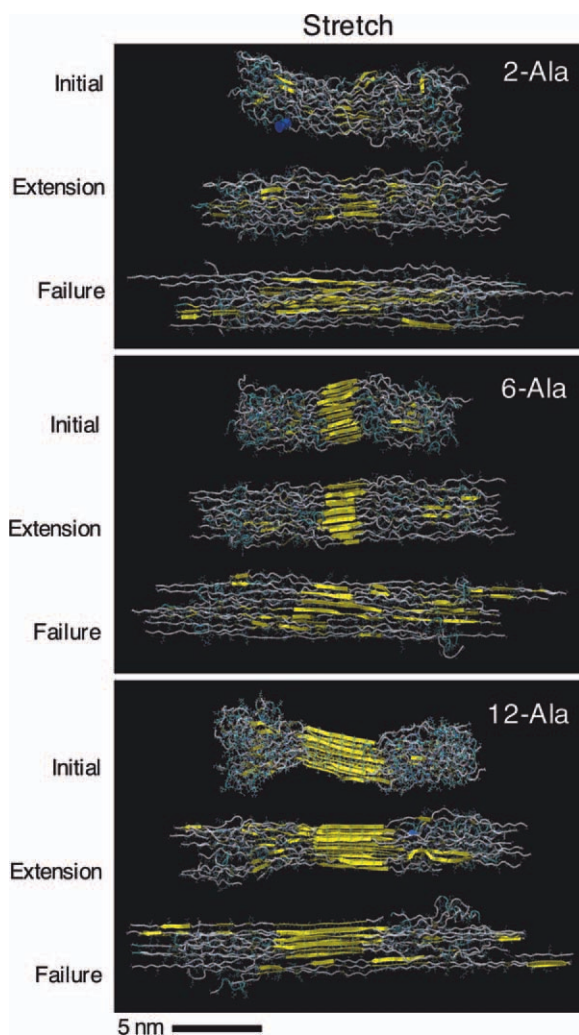 Stretch
2-Ala
Initial
Extension
Failure
6-Ala
Initial
Extension
Failure
12-Ala
Initial
Extension
Failure
5 nm